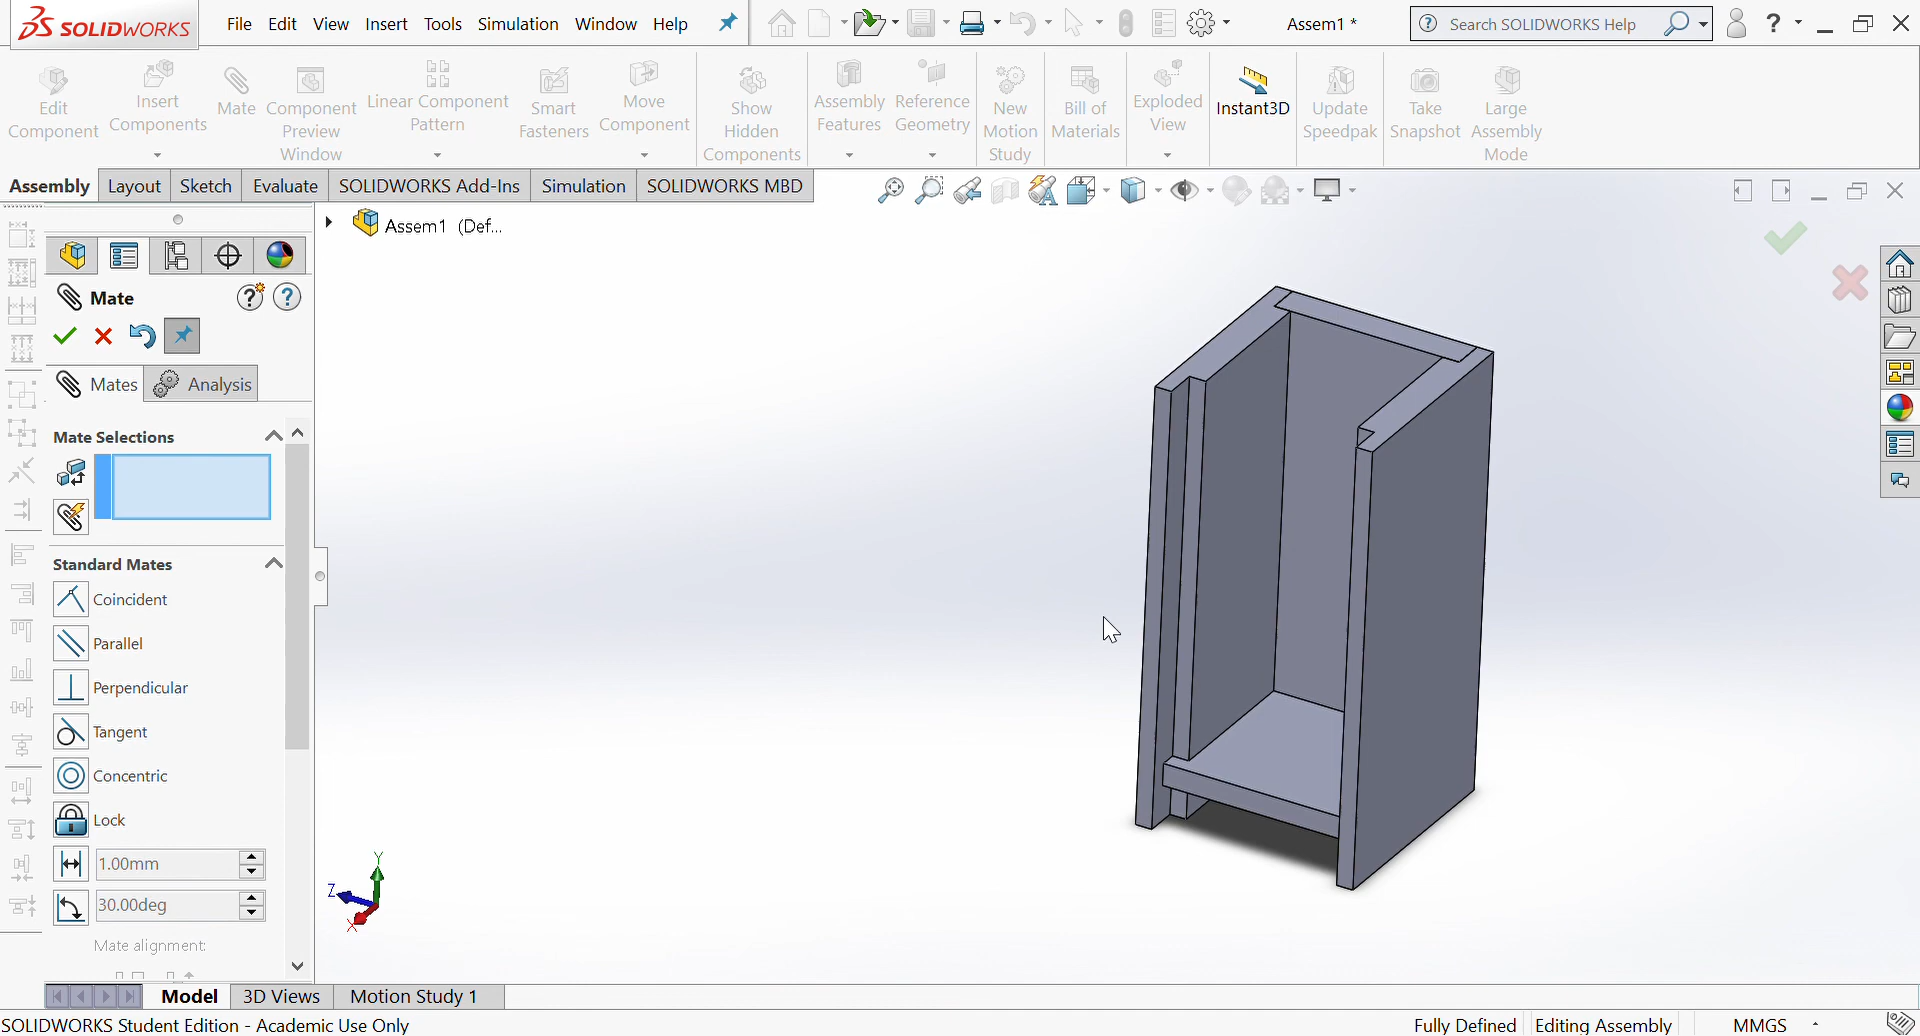 SOLIDWORKS File Edit View Insert Tools Simulation Window Help Assem1 * Search SOLIDWORKS Help ?
Edit Component
Insert Components
Mate
Component Preview Window
Linear Component Pattern
Smart Fasteners
Move Component
Show Hidden Components
Assembly Features
Reference Geometry
New Motion Study
Bill of Materials
Exploded View
Instant3D
Update Speedpak
Take Snapshot
Large Assembly Mode
Assembly Layout Sketch Evaluate SOLIDWORKS Add-Ins Simulation SOLIDWORKS MBD
Assem1 (Def...
Mate ? ?
Mates Analysis
Mate Selections
Standard Mates
Coincident
Parallel
Perpendicular
Tangent
Concentric
Lock
1.00mm
30.00deg
Mate alignment:
Y
Z
X
Model 3D Views Motion Study 1
SOLIDWORKS Student Edition - Academic Use Only Fully Defined Editing Assembly MMGS